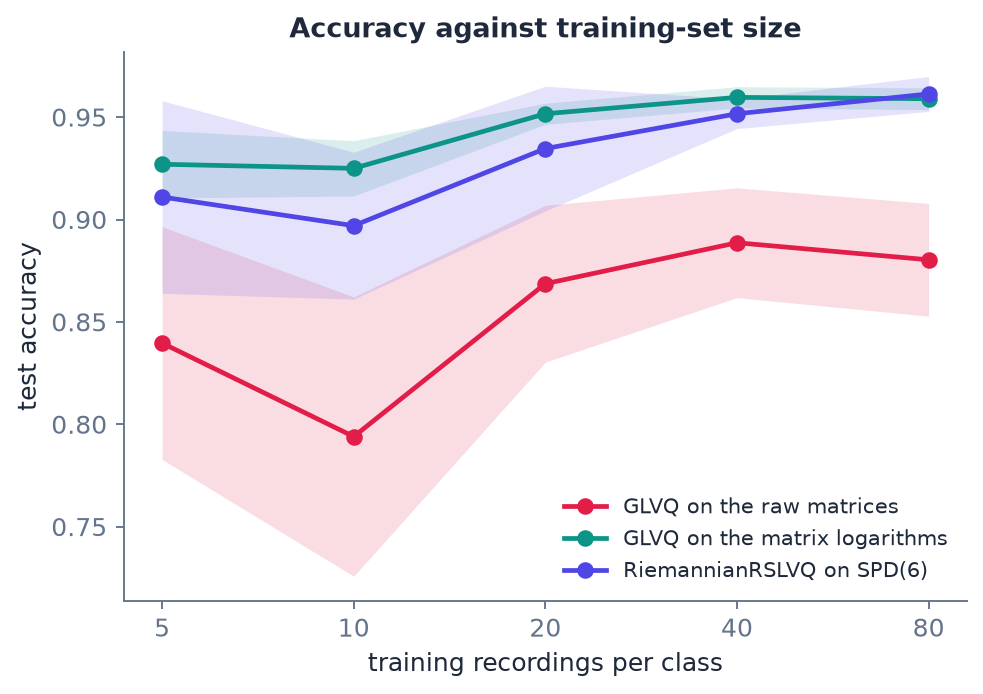 Accuracy against training-set size
test accuracy
0.95
0.90
0.85
0.80
0.75
GLVQ on the raw matrices
GLVQ on the matrix logarithms
RiemannianRSLVQ on SPD(6)
5 10 20 40 80
training recordings per class